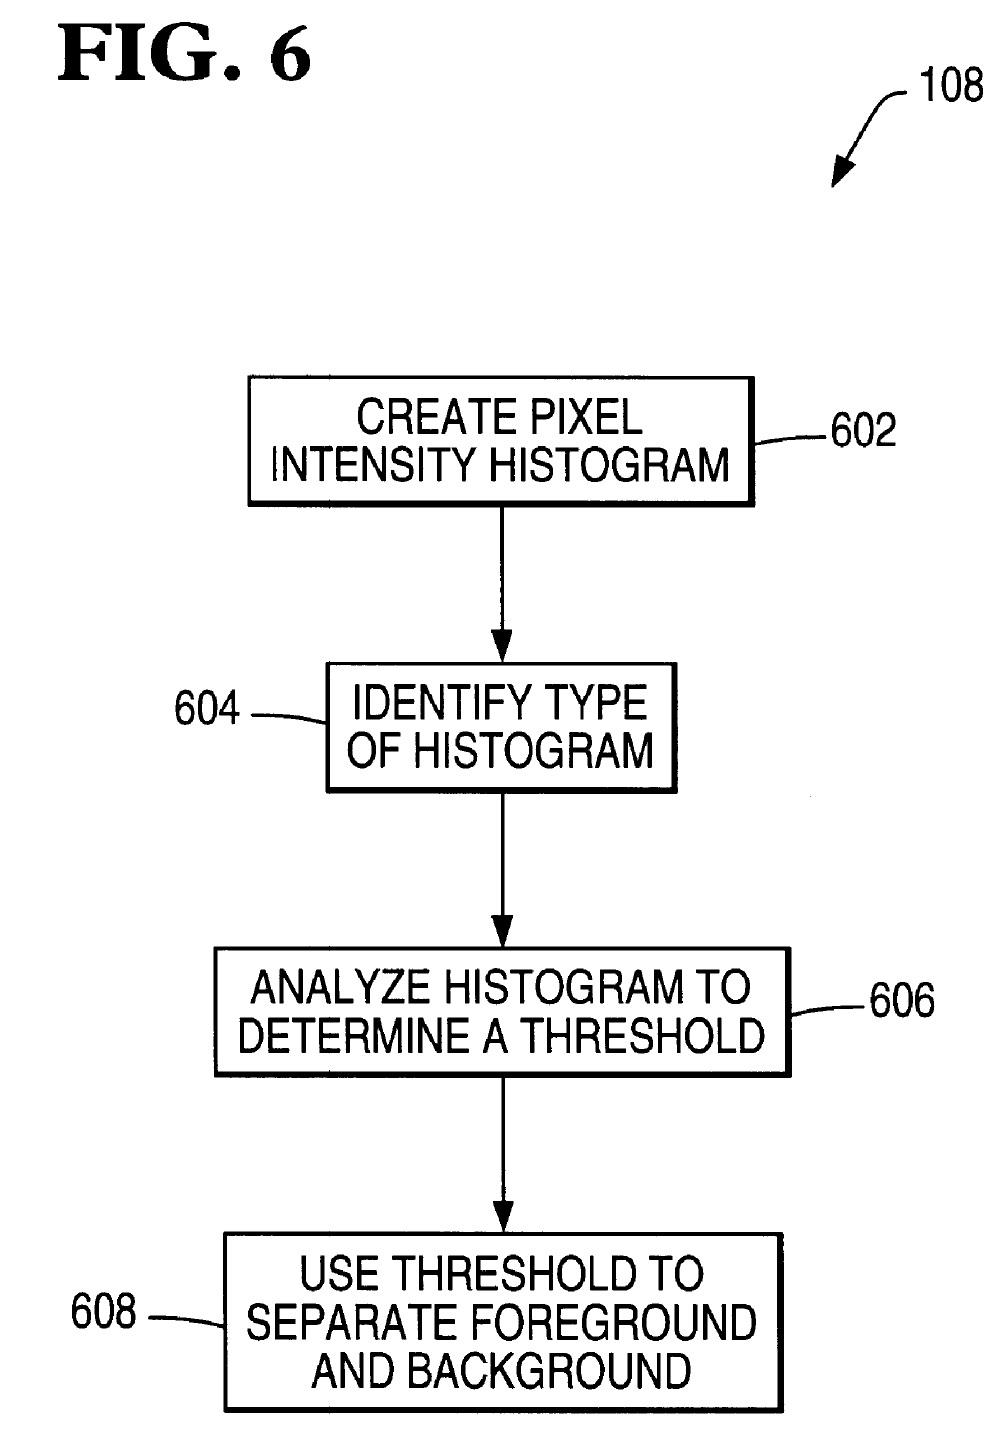 FIG. 6
108
CREATE PIXEL
INTENSITY HISTOGRAM
602
604
IDENTIFY TYPE
OF HISTOGRAM
ANALYZE HISTOGRAM TO
DETERMINE A THRESHOLD
606
608
USE THRESHOLD TO
SEPARATE FOREGROUND
AND BACKGROUND